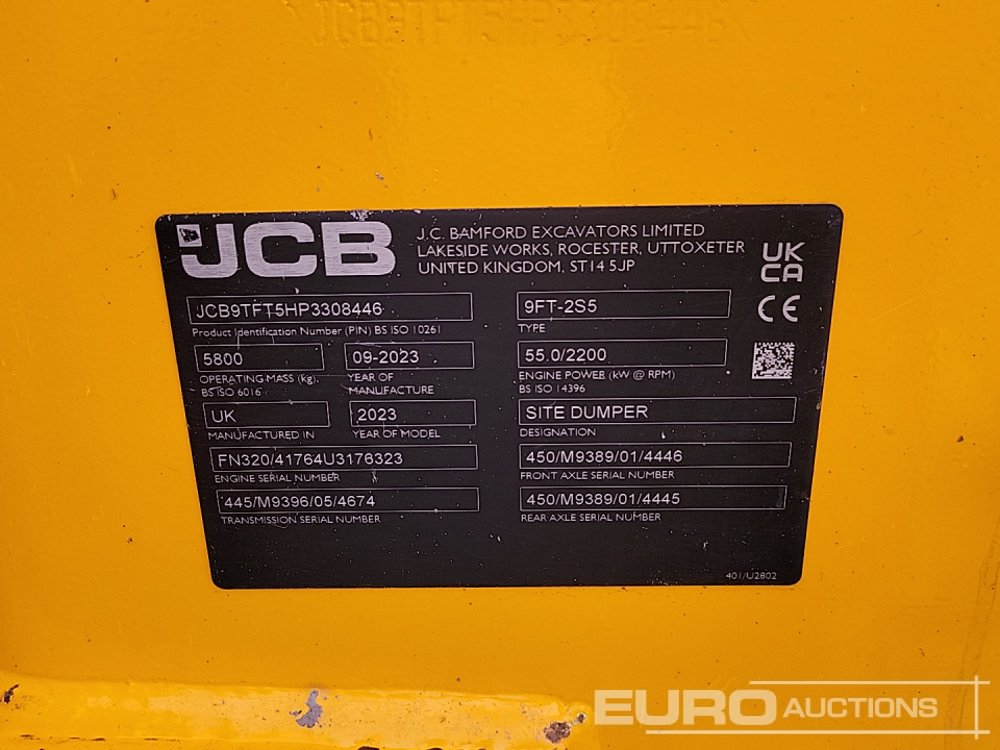 JCB9TFT5HP3308446
JCB
J.C. BAMFORD EXCAVATORS LIMITED
LAKESIDE WORKS, ROCESTER, UTTOXETER
UNITED KINGDOM, ST14 5JP
UK
CA
CE
JCB9TFT5HP3308446
Product Identification Number (PIN) BS ISO 10261
9FT-2S5
TYPE
5800
OPERATING MASS (kg).
BS ISO 6016
09-2023
YEAR OF
MANUFACTURE
55.0/2200
ENGINE POWER (kW @ RPM)
BS ISO 14396
UK
MANUFACTURED IN
2023
YEAR OF MODEL
SITE DUMPER
DESIGNATION
FN320/41764U3176323
ENGINE SERIAL NUMBER
450/M9389/01/4446
FRONT AXLE SERIAL NUMBER
445/M9396/05/4674
TRANSMISSION SERIAL NUMBER
450/M9389/01/4445
REAR AXLE SERIAL NUMBER
401/U2802
EURO AUCTIONS